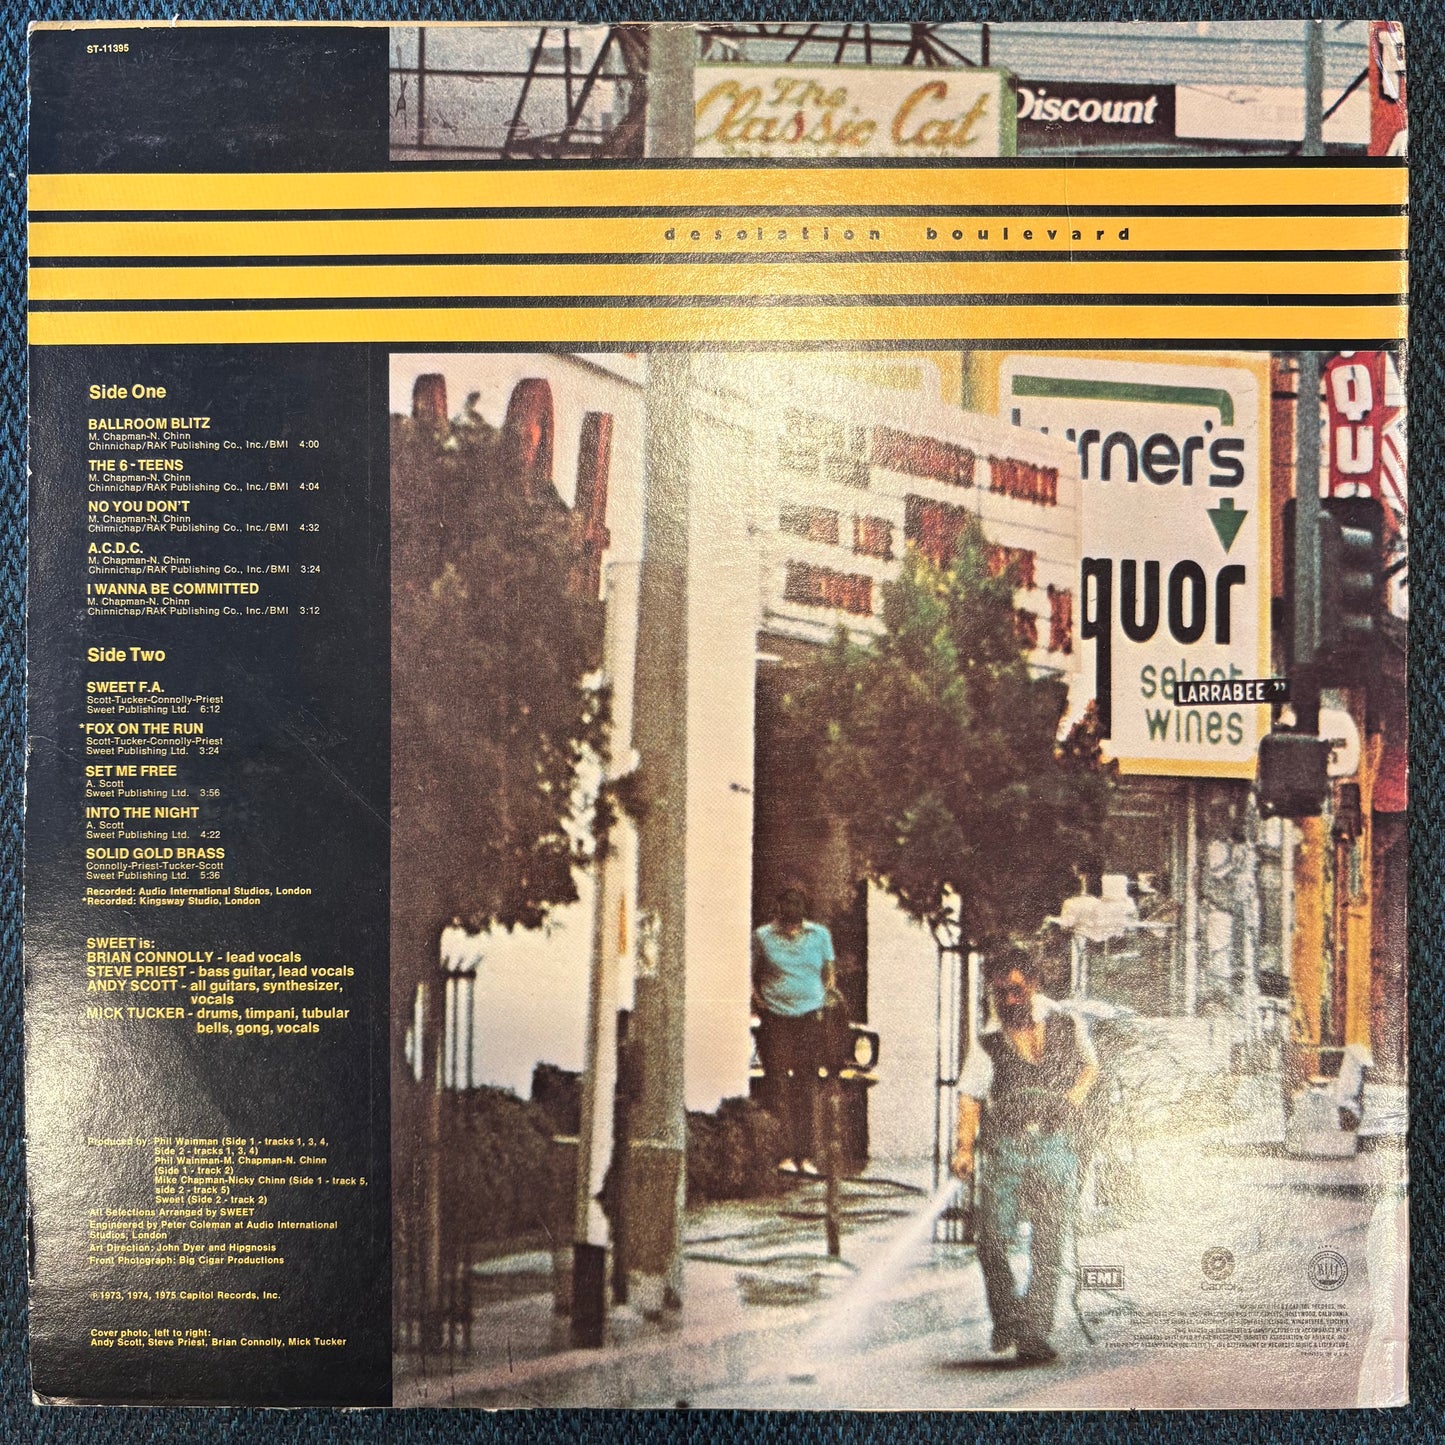 ST-11395
The
Classic Cat
Discount
desolation boulevard
Side One
BALLROOM BLITZ
M. Chapman-N. Chinn
Chinnichap/RAK Publishing Co., Inc./BMI 4:00
THE 6-TEENS
M. Chapman-N. Chinn
Chinnichap/RAK Publishing Co., Inc./BMI 4:04
NO YOU DON'T
M. Chapman-N. Chinn
Chinnichap/RAK Publishing Co., Inc./BMI 4:32
A.C.D.C.
M. Chapman-N. Chinn
Chinnichap/RAK Publishing Co., Inc./BMI 3:24
I WANNA BE COMMITTED
M. Chapman-N. Chinn
Chinnichap/RAK Publishing Co., Inc./BMI 3:12
Side Two
SWEET F.A.
Scott-Tucker-Connolly-Priest
Sweet Publishing Ltd. 6:12
*FOX ON THE RUN
Scott-Tucker-Connolly-Priest
Sweet Publishing Ltd. 3:24
SET ME FREE
A. Scott
Sweet Publishing Ltd. 3:56
INTO THE NIGHT
A. Scott
Sweet Publishing Ltd. 4:22
SOLID GOLD BRASS
Connolly-Priest-Tucker-Scott
Sweet Publishing Ltd. 5:36
Recorded: Audio International Studios, London
*Recorded: Kingsway Studio, London
SWEET is:
BRIAN CONNOLLY - lead vocals
STEVE PRIEST - bass guitar, lead vocals
ANDY SCOTT - all guitars, synthesizer,
vocals
MICK TUCKER - drums, timpani, tubular
bells, gong, vocals
Produced by: Phil Wainman (Side 1 - tracks 1, 3, 4,
Side 2 - tracks 1, 3, 4)
Phil Wainman-M. Chapman-N. Chinn
(Side 1 - track 2)
Mike Chapman-Nicky Chinn (Side 1 - track 5,
side 2 - track 5)
Sweet (Side 2 - track 2)
All Selections Arranged by SWEET
Engineered by Peter Coleman at Audio International
Studios, London
Art Direction: John Dyer and Hipgnosis
Front Photograph: Big Cigar Productions
℗1973, 1974, 1975 Capitol Records, Inc.
Cover photo, left to right:
Andy Scott, Steve Priest, Brian Connolly, Mick Tucker
urner's
quor
select
wines
LARRABEE
QU
EMI
Capitol